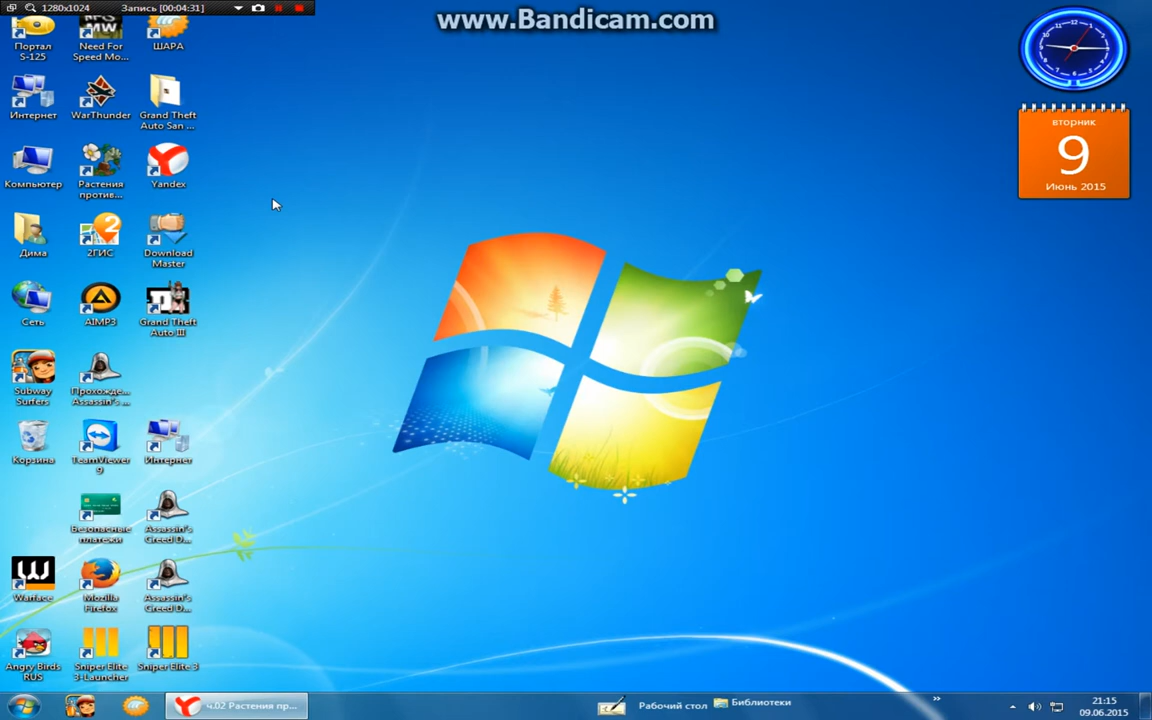 1280x1024 Запись [00:04:31]
www.Bandicam.com
Портал
S-125
Need For
Speed Mo...
ШАРА
Интернет
WarThunder
Grand Theft
Auto San ...
Компьютер
Растения
против...
Yandex
Дима
2ГИС
Download
Master
Сеть
AIMP3
Grand Theft
Auto III
Subway
Surfers
Прохожде...
Assassin's ...
Корзина
TeamViewer
9
Интернет
Безопасные
платежи
Assassin's
Creed D...
Warface
Mozilla
Firefox
Assassin's
Creed D...
Angry Birds
RUS
Sniper Elite
3-Launcher
Sniper Elite 3
вторник
9
Июнь 2015
ч.02 Растения пр...
Рабочий стол
Библиотеки
21:15
09.06.2015